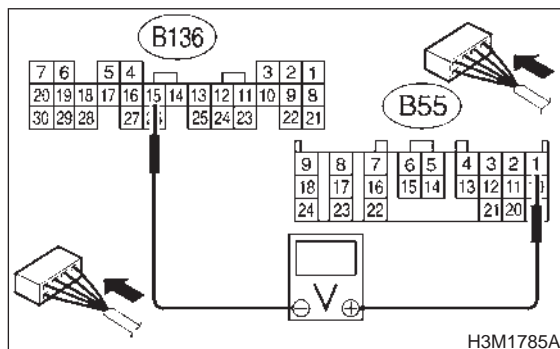 B136
7 6 5 4 3 2 1
20 19 18 17 16 15 14 13 12 11 10 9 8
30 29 28 27 25 24 23 22 21
B55
9 8 7 6 5 4 3 2 1
18 17 16 15 14 13 12 11
24 23 22 21 20
V
− +
H3M1785A